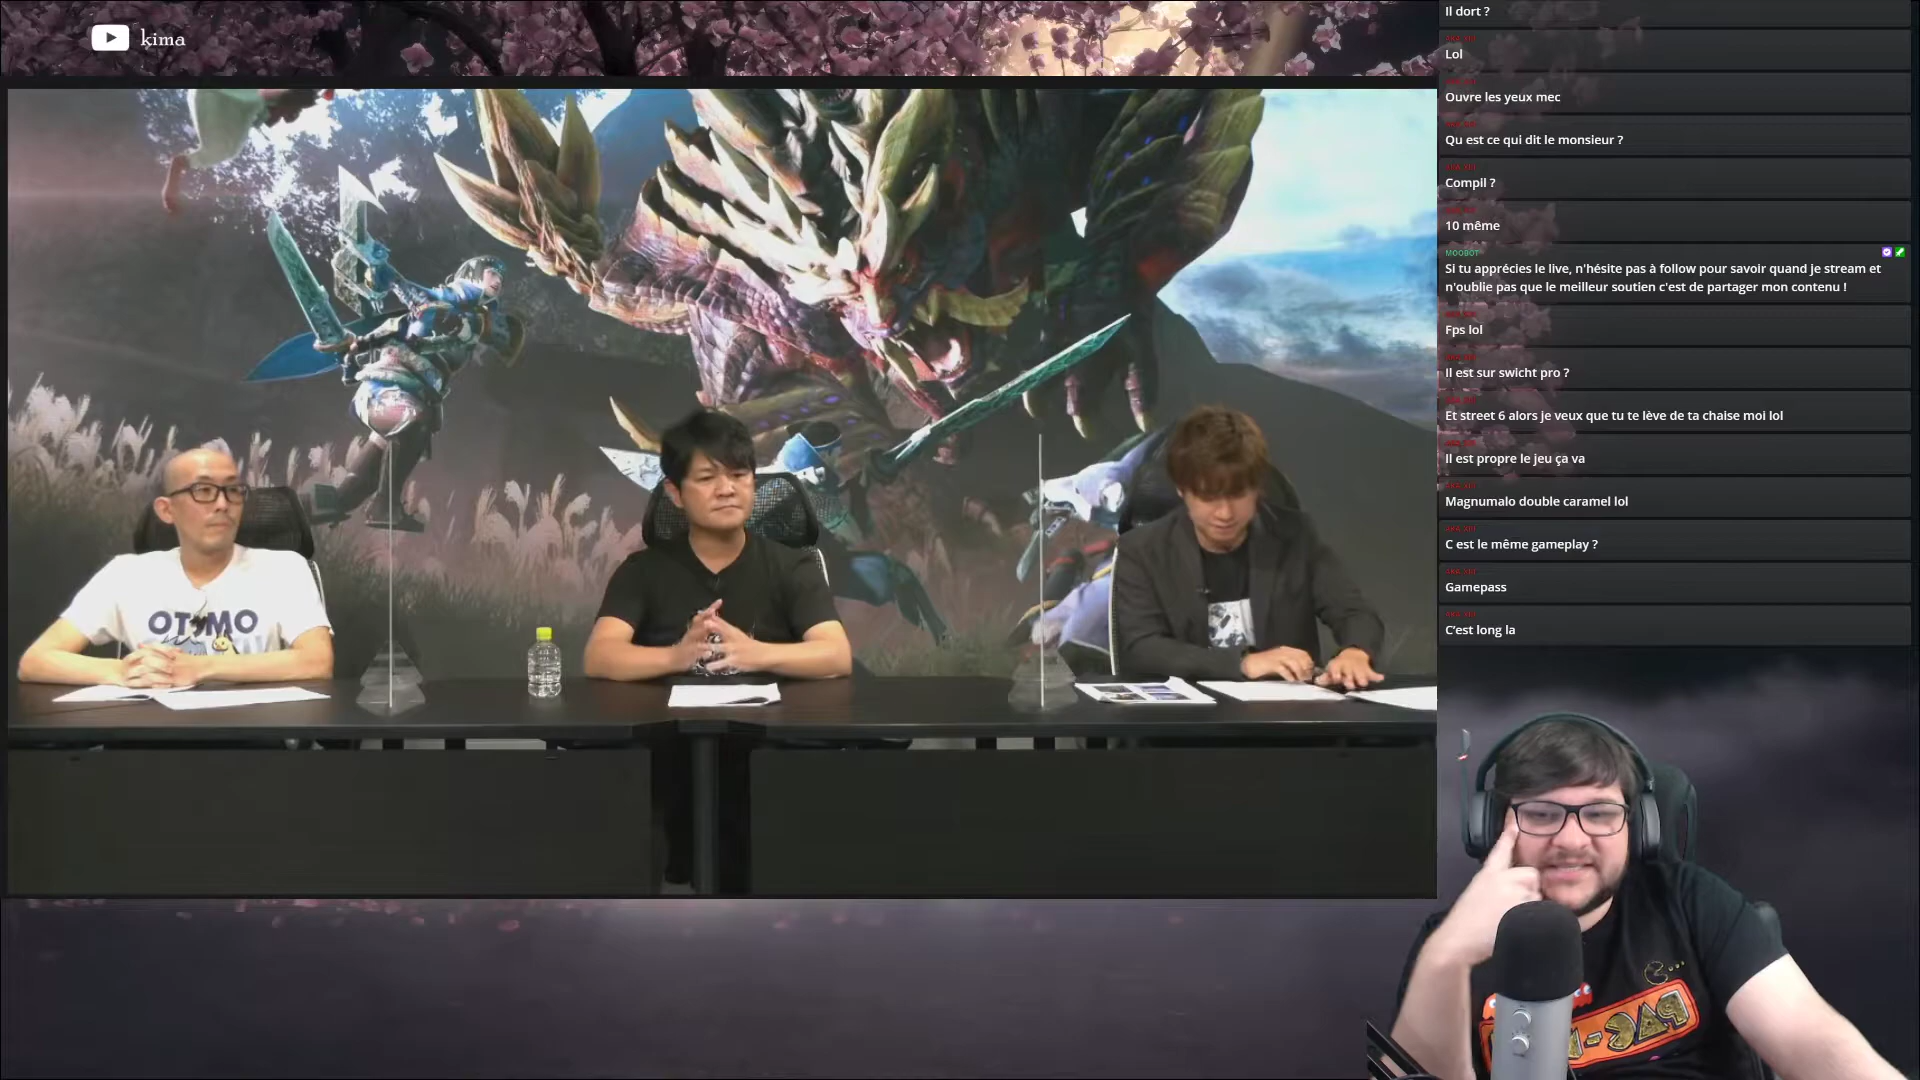 kima
Il dort ?
Lol
Ouvre les yeux mec
Qu est ce qui dit le monsieur ?
Compil ?
10 même
MOOBOT
Si tu apprécies le live, n'hésite pas à follow pour savoir quand je stream et
n'oublie pas que le meilleur soutien c'est de partager mon contenu !
Fps lol
Il est sur swicht pro ?
Et street 6 alors je veux que tu te lève de ta chaise moi lol
Il est propre le jeu ça va
Magnumalo double caramel lol
C est le même gameplay ?
Gamepass
C'est long la
OTOMO
PAC-